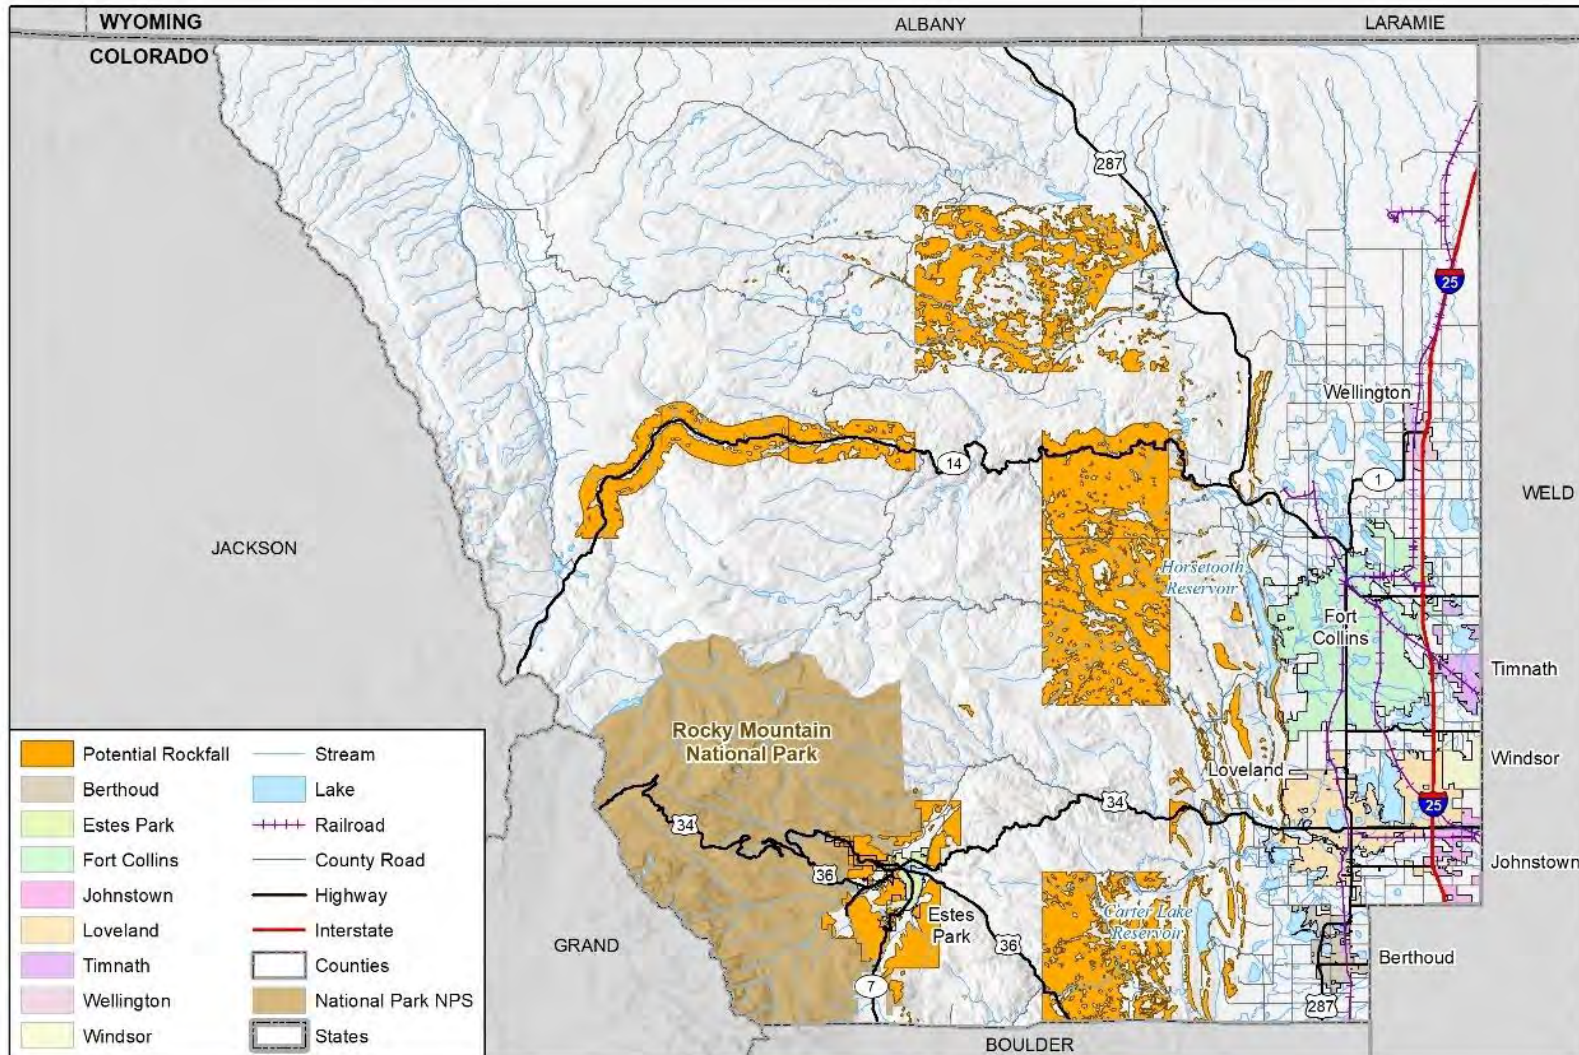 WYOMING
ALBANY
LARAMIE
COLORADO
287
25
Wellington
14
1
WELD
JACKSON
Horsetooth
Reservoir
Fort
Collins
Timnath
Rocky Mountain
National Park
Windsor
Loveland
34
25
34
Johnstown
36
Estes
Park
Carter Lake
Reservoir
GRAND
36
Berthoud
7
287
BOULDER
Potential Rockfall
Berthoud
Estes Park
Fort Collins
Johnstown
Loveland
Timnath
Wellington
Windsor
Stream
Lake
Railroad
County Road
Highway
Interstate
Counties
National Park NPS
States